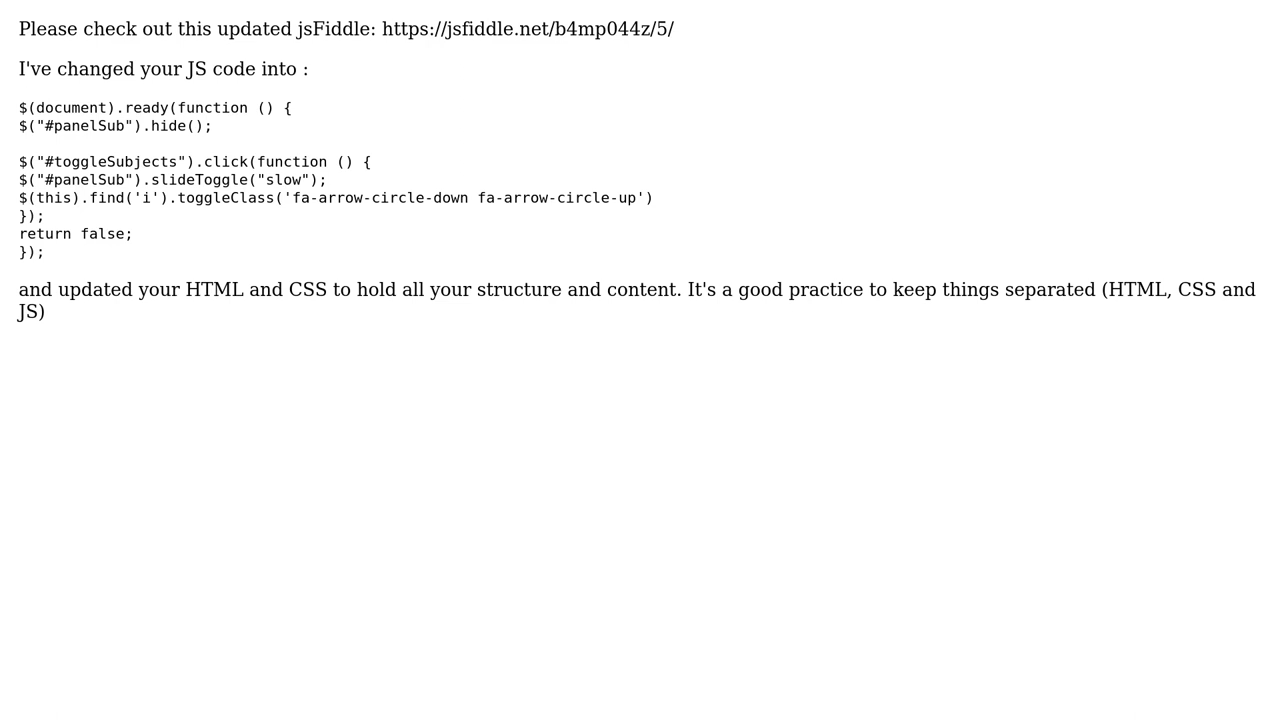 Please check out this updated jsFiddle: https://jsfiddle.net/b4mp044z/5/
I've changed your JS code into :
$(document).ready(function () {
$("#panelSub").hide();
$("#toggleSubjects").click(function () {
$("#panelSub").slideToggle("slow");
$(this).find('i').toggleClass('fa-arrow-circle-down fa-arrow-circle-up')
});
return false;
});
and updated your HTML and CSS to hold all your structure and content. It's a good practice to keep things separated (HTML, CSS and
JS)